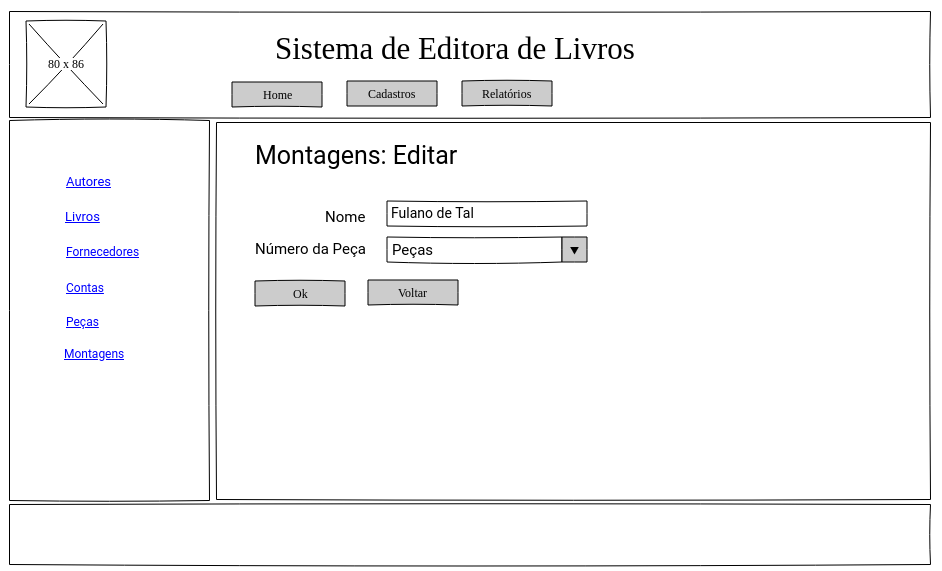 80 x 86
Sistema de Editora de Livros
Home
Cadastros
Relatórios
Autores
Livros
Fornecedores
Contas
Peças
Montagens
Montagens: Editar
Nome
Fulano de Tal
Número da Peça
Peças
Ok
Voltar